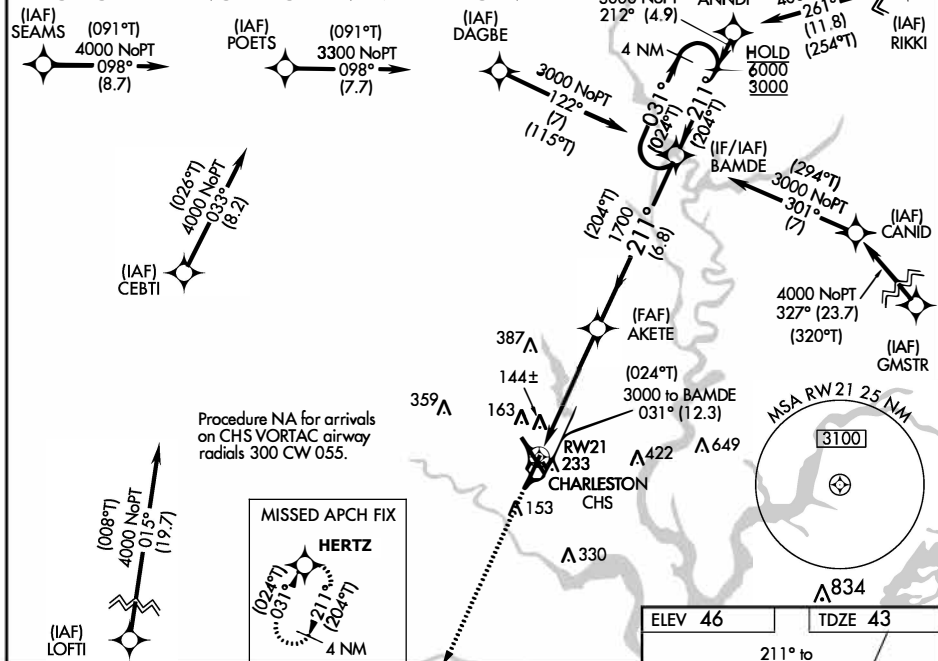 (IAF)
SEAMS
(091°T)
4000 NoPT
098°
(8.7)
(IAF)
POETS
(091°T)
3300 NoPT
098°
(7.7)
(IAF)
DAGBE
3000 NoPT
122°
(7)
(115°T)
212° (4.9)
4 NM
HOLD
6000
3000
261°
(11.8)
(254°T)
(IAF)
RIKKI
031°
(024°T)
211°
(204°T)
(IF/IAF)
BAMDE
(294°T)
3000 NoPT
301°
(7)
(IAF)
CANID
(026°T)
4000 NoPT
033°
(8.2)
(IAF)
CEBTI
(204°T)
1700
211°
(6.8)
4000 NoPT
327° (23.7)
(320°T)
(IAF)
GMSTR
(FAF)
AKETE
387
144±
359
163
(024°T)
3000 to BAMDE
031° (12.3)
Procedure NA for arrivals
on CHS VORTAC airway
radials 300 CW 055.
RW21
233
422
649
CHARLESTON
CHS
153
330
MSA RW21 25 NM
3100
834
(008°T)
4000 NoPT
015°
(19.7)
(IAF)
LOFTI
MISSED APCH FIX
HERTZ
(024°T)
031°
211°
(204°T)
4 NM
ELEV 46
TDZE 43
211° to